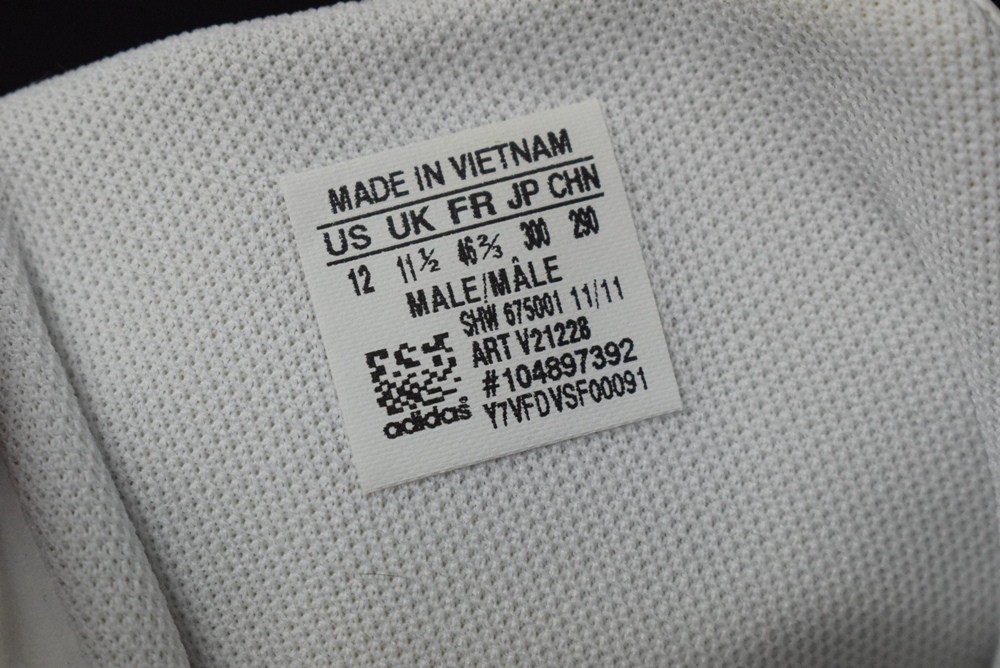 MADE IN VIETNAM
US UK FR JP CHN
12 11½ 46⅔ 300 290
MALE/MÂLE
SHW 675001 11/11
ART V21228
#104897392
Y7VFDVSF00091
adidas®